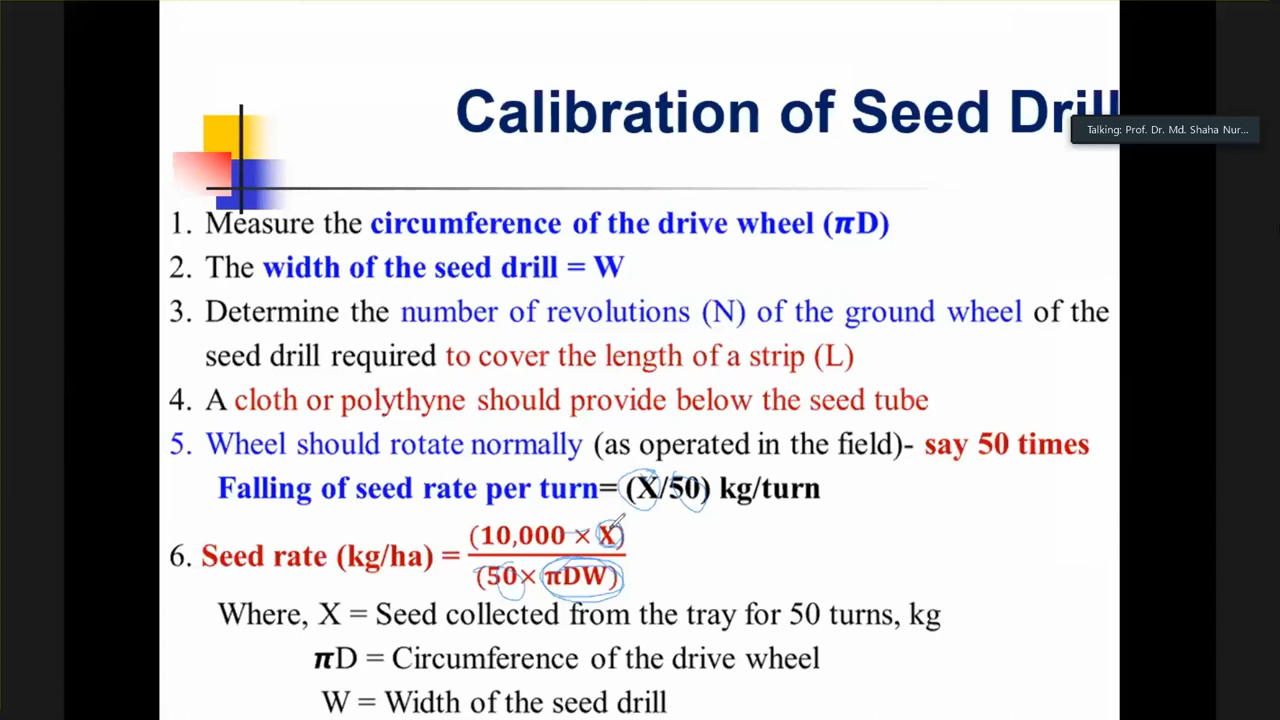 Calibration of Seed Drill
Talking: Prof. Dr. Md. Shaha Nur...
1. Measure the circumference of the drive wheel (πD)
2. The width of the seed drill = W
3. Determine the number of revolutions (N) of the ground wheel of the
seed drill required to cover the length of a strip (L)
4. A cloth or polythyne should provide below the seed tube
5. Wheel should rotate normally (as operated in the field)- say 50 times
Falling of seed rate per turn= (X/50) kg/turn
6. Seed rate (kg/ha) = (10,000 × X)
(50× πDW)
Where, X = Seed collected from the tray for 50 turns, kg
πD = Circumference of the drive wheel
W = Width of the seed drill